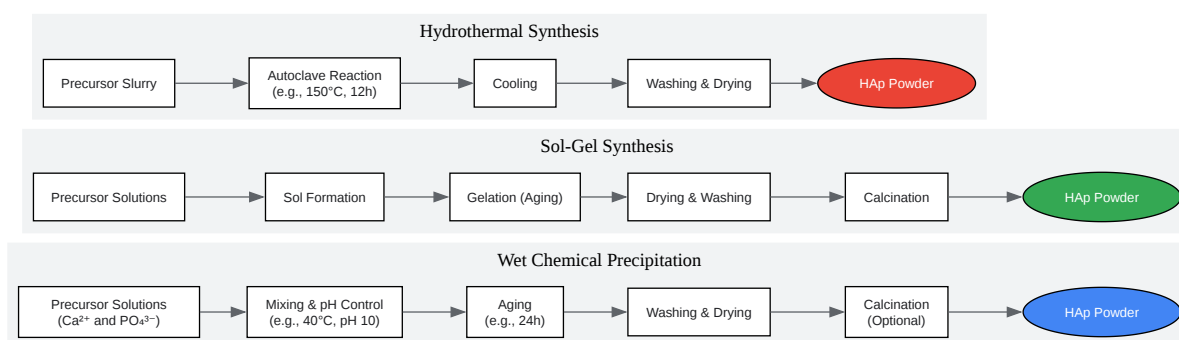 Hydrothermal Synthesis
Precursor Slurry
Autoclave Reaction
(e.g., 150°C, 12h)
Cooling
Washing & Drying
HAp Powder
Sol-Gel Synthesis
Precursor Solutions
Sol Formation
Gelation (Aging)
Drying & Washing
Calcination
HAp Powder
Wet Chemical Precipitation
Precursor Solutions
(Ca²⁺ and PO₄³⁻)
Mixing & pH Control
(e.g., 40°C, pH 10)
Aging
(e.g., 24h)
Washing & Drying
Calcination
(Optional)
HAp Powder